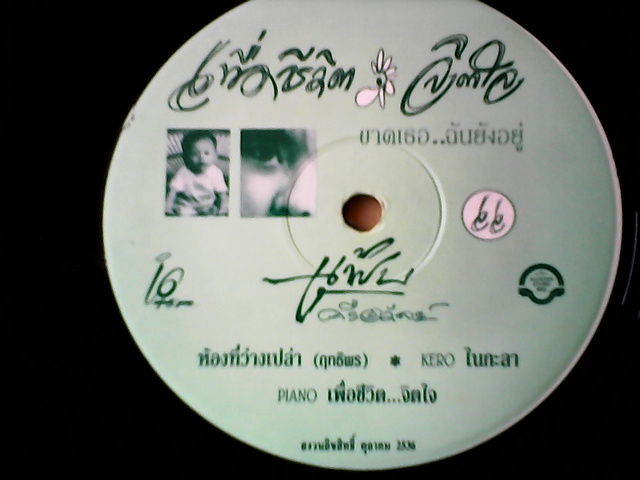 เพื่อชีวิต จิตใจ
ขาดเธอ..ฉันยังอยู่
ห้องที่ว่างเปล่า (ฤทธิพร) * KERO ในกะลา
PIANO เพื่อชีวิต...จิตใจ
สงวนลิขสิทธิ์ ตุลาคม 2536